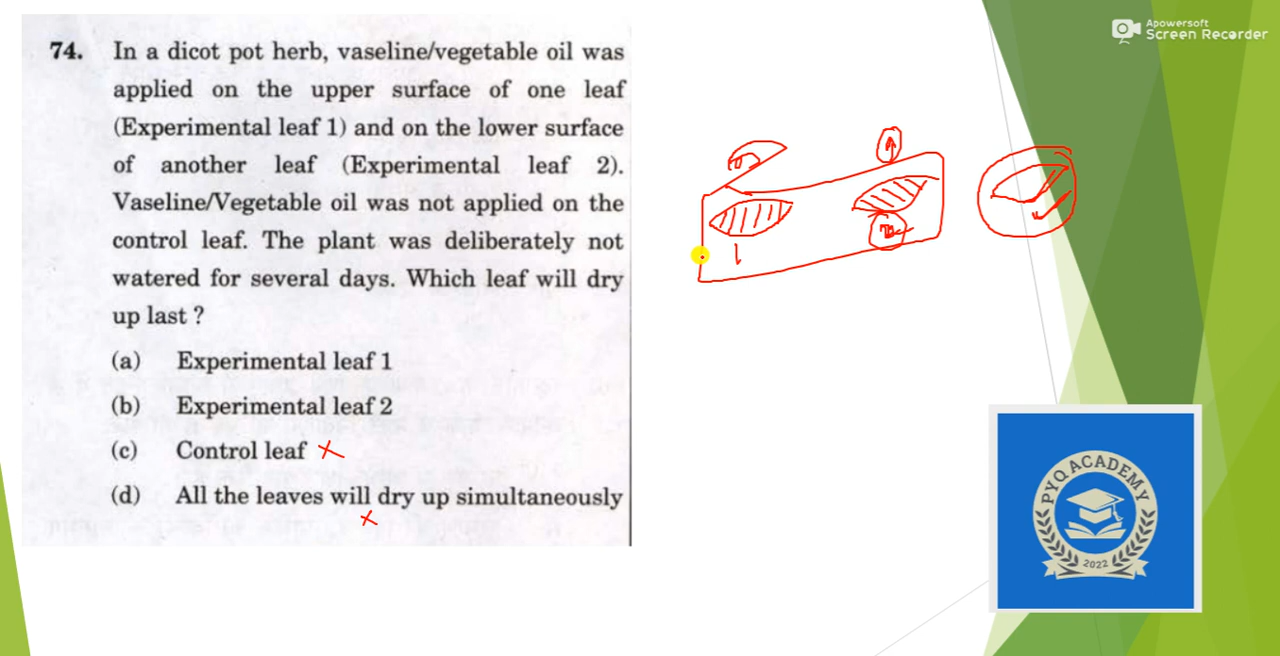 Apowersoft
Screen Recorder
74. In a dicot pot herb, vaseline/vegetable oil was
applied on the upper surface of one leaf
(Experimental leaf 1) and on the lower surface
of another leaf (Experimental leaf 2).
Vaseline/Vegetable oil was not applied on the
control leaf. The plant was deliberately not
watered for several days. Which leaf will dry
up last ?
(a) Experimental leaf 1
(b) Experimental leaf 2
(c) Control leaf
(d) All the leaves will dry up simultaneously
PYQ ACADEMY
2022